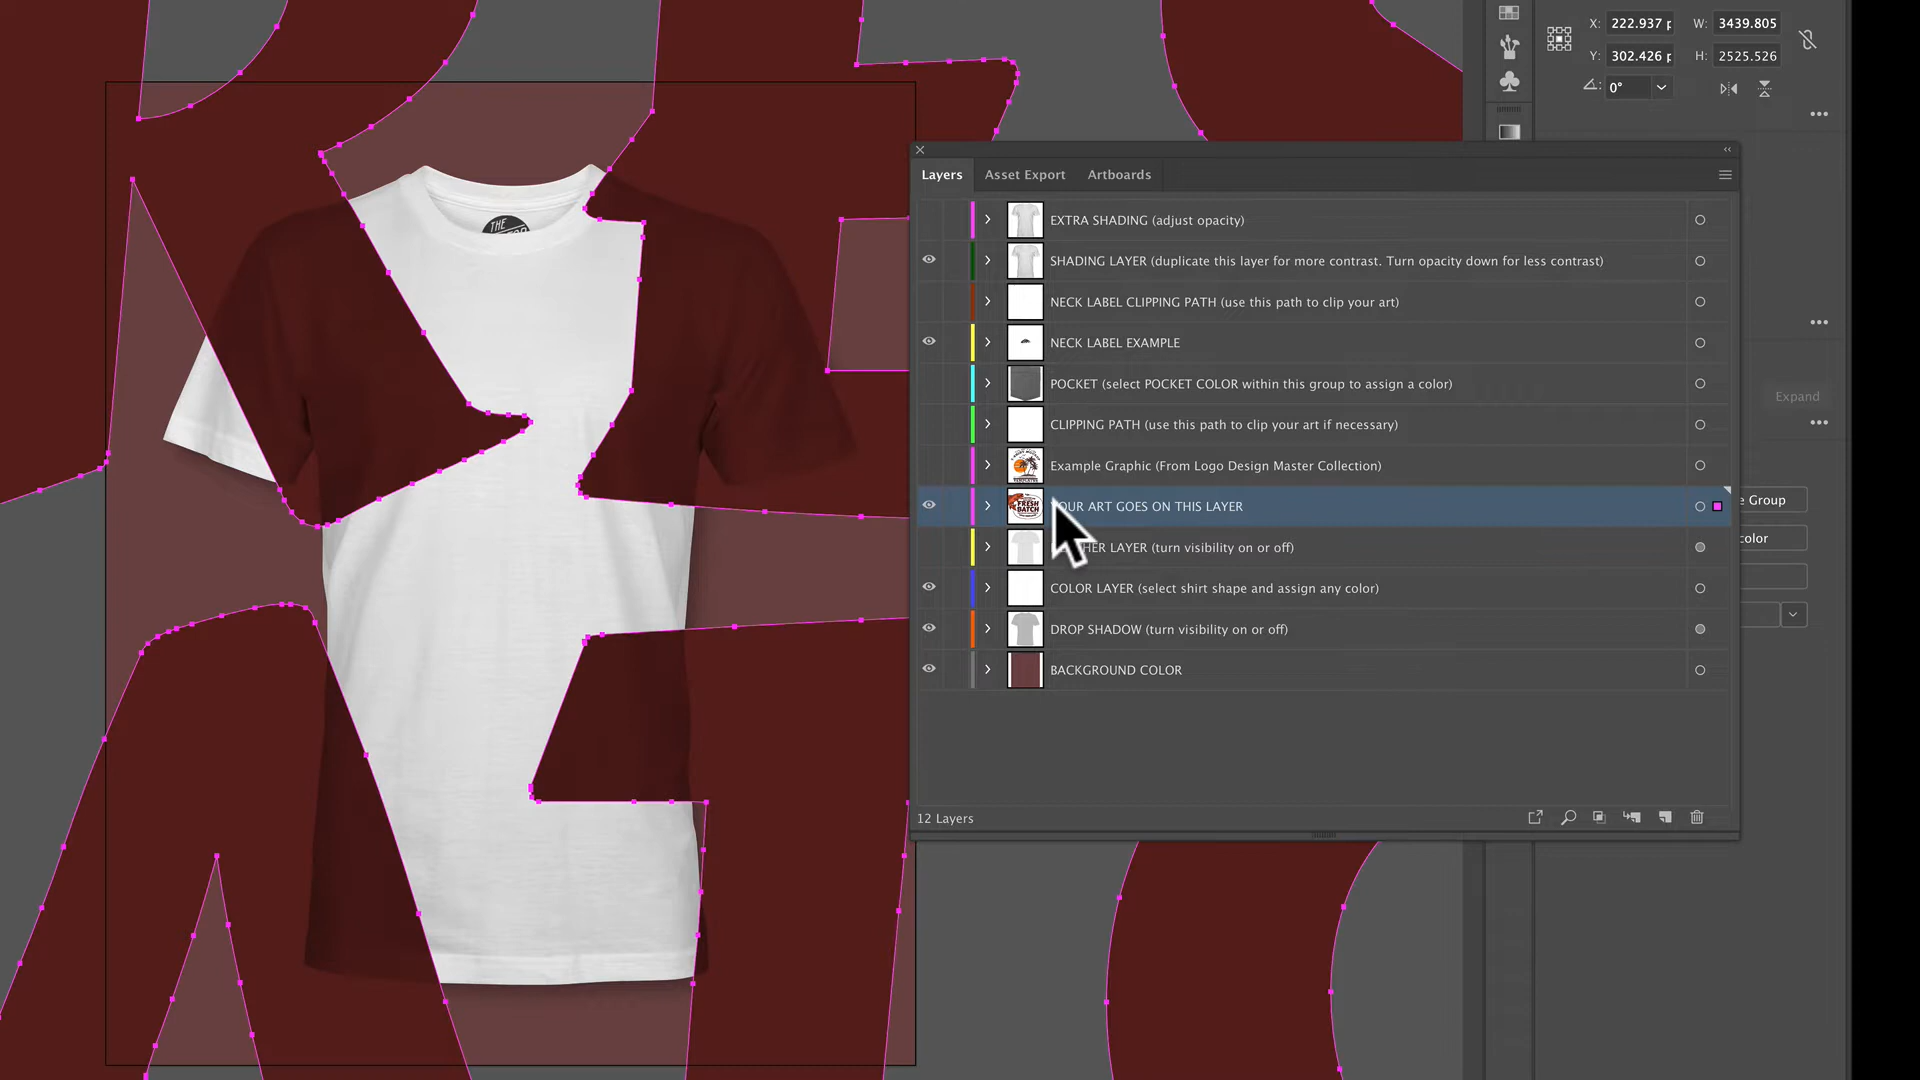 X: 222.937 p W: 3439.805
Y: 302.426 p H: 2525.526
0°
Layers Asset Export Artboards
EXTRA SHADING (adjust opacity)
SHADING LAYER (duplicate this layer for more contrast. Turn opacity down for less contrast)
NECK LABEL CLIPPING PATH (use this path to clip your art)
NECK LABEL EXAMPLE
POCKET (select POCKET COLOR within this group to assign a color)
Expand
CLIPPING PATH (use this path to clip your art if necessary)
Example Graphic (From Logo Design Master Collection)
FRESH BATCH
OUR ART GOES ON THIS LAYER
e Group
HER LAYER (turn visibility on or off)
color
COLOR LAYER (select shirt shape and assign any color)
DROP SHADOW (turn visibility on or off)
BACKGROUND COLOR
12 Layers
THE